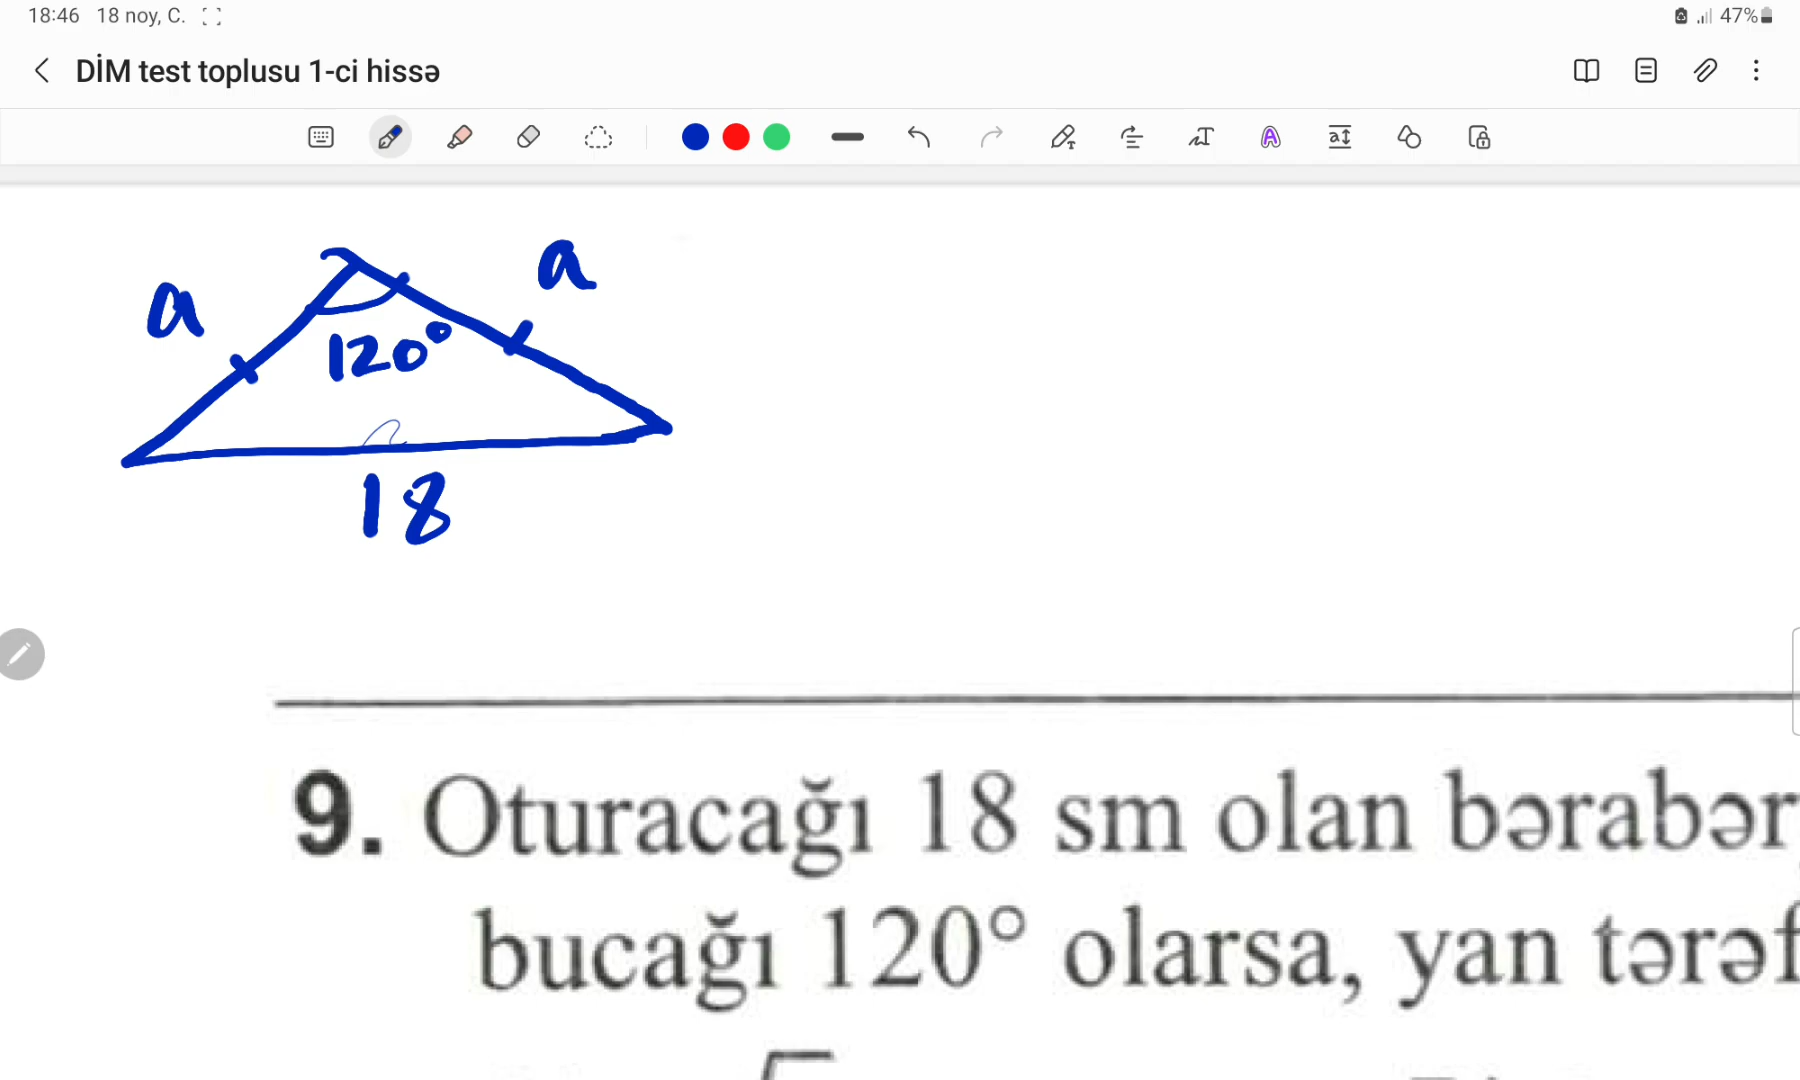 18:46 18 noy, C. 47%
DİM test toplusu 1-ci hissə
a
a
120°
18
9. Oturacağı 18 sm olan bərabər
bucağı 120° olarsa, yan tərəf